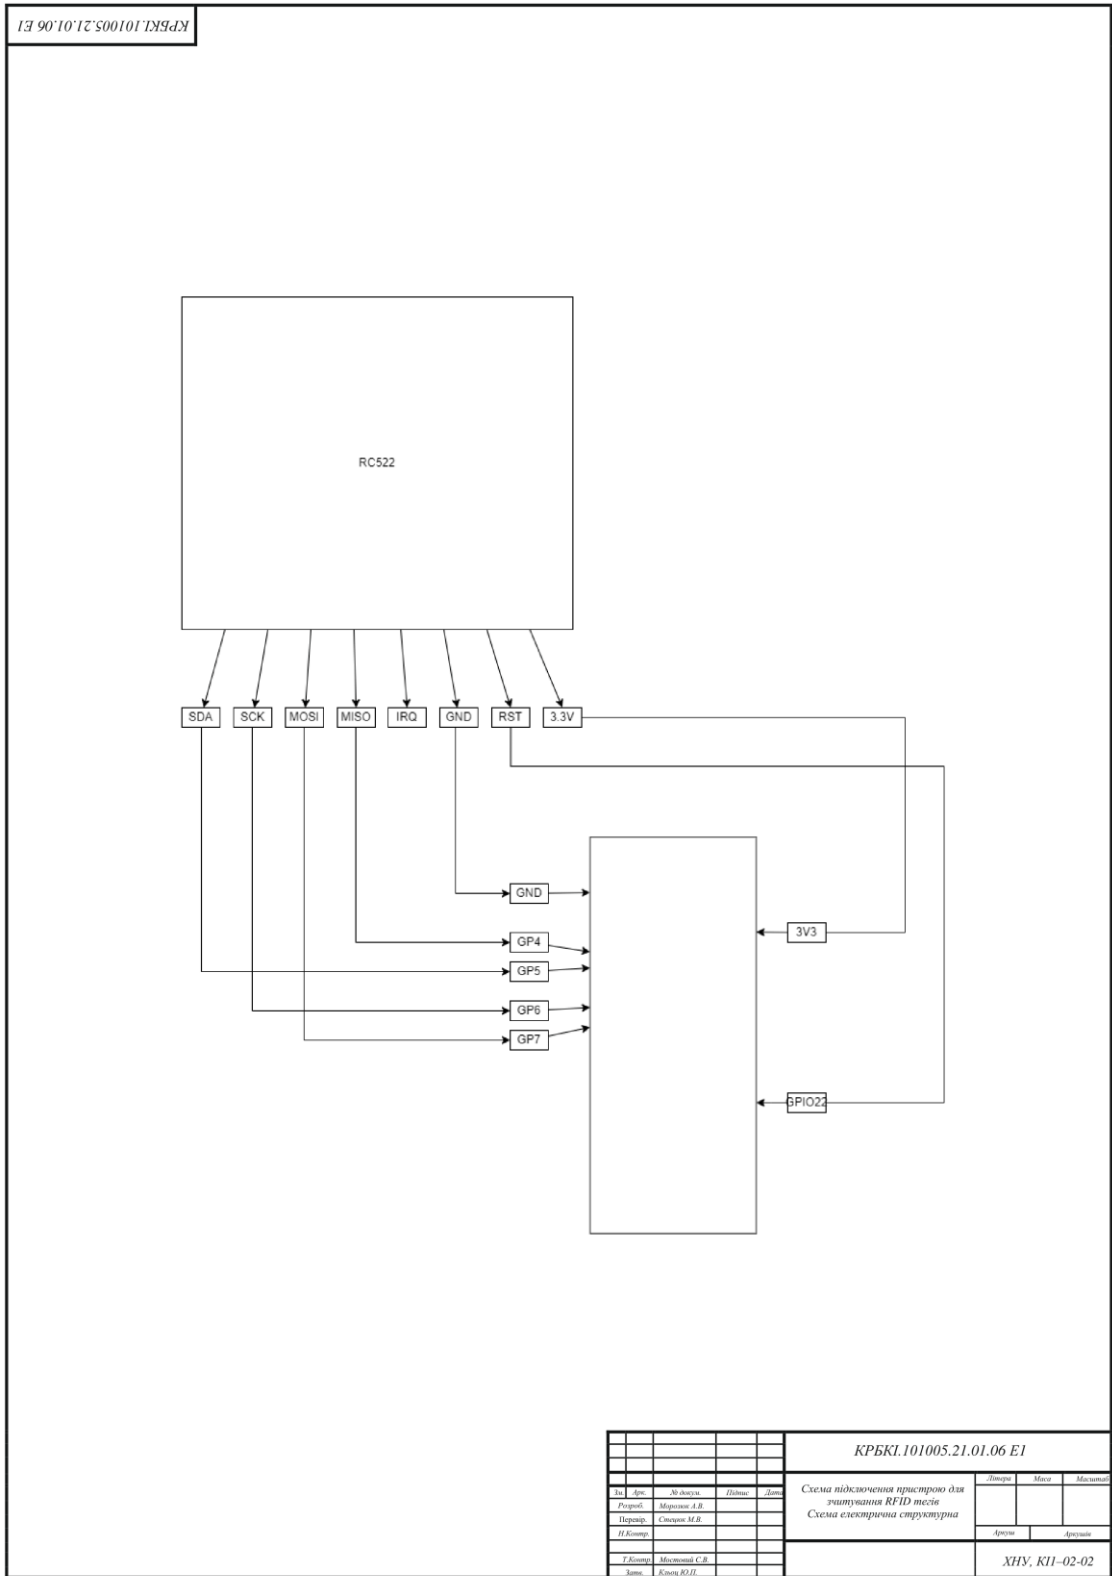 КРБКІ.101005.21.01.06 Е1
RC522
SDA SCK MOSI MISO IRQ GND RST 3.3V
GND
GP4
3V3
GP5
GP6
GP7
GPIO22
КРБКІ.101005.21.01.06 Е1
Зм. Арк. № докум. Підпис Дата
Розроб. Морозюк А.В.
Перевір. Стецюк М.В.
Н.Контр.
Т.Контр. Мостовий С.В.
Затв. Кльоц Ю.П.
Схема підключення пристрою для
зчитування RFID тегів
Схема електрична структурна
Літера Маса Масштаб
Аркуш Аркушів
ХНУ, КІ1–02-02